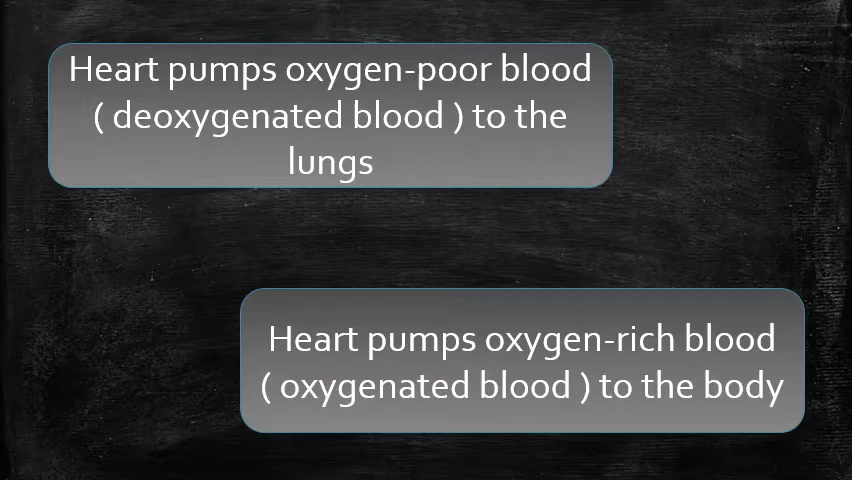 Heart pumps oxygen-poor blood
( deoxygenated blood ) to the
lungs
Heart pumps oxygen-rich blood
( oxygenated blood ) to the body